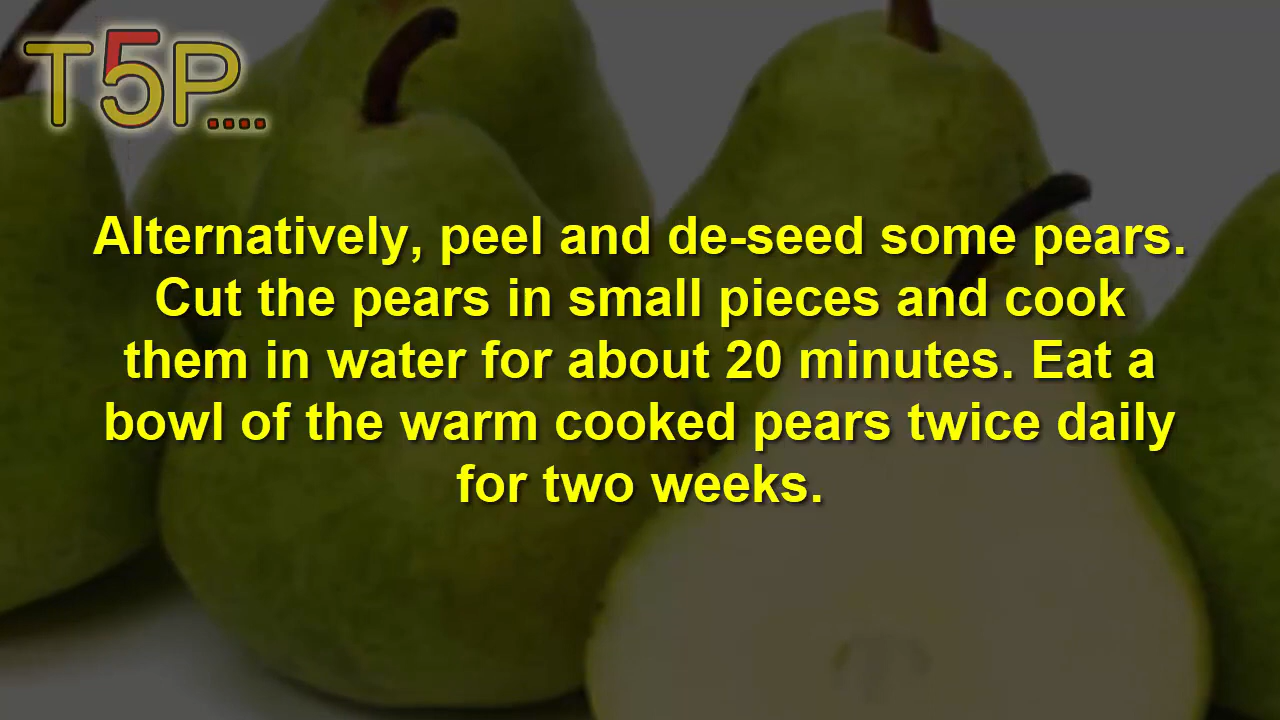 T5P....
Alternatively, peel and de-seed some pears.
Cut the pears in small pieces and cook
them in water for about 20 minutes. Eat a
bowl of the warm cooked pears twice daily
for two weeks.